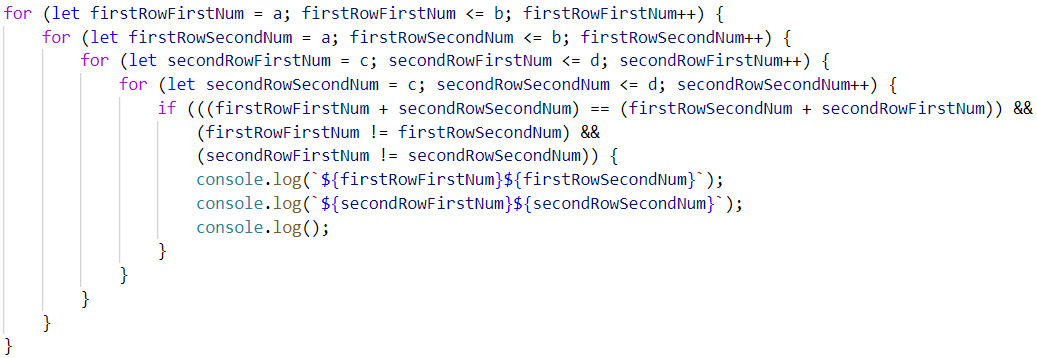 for (let firstRowFirstNum = a; firstRowFirstNum <= b; firstRowFirstNum++) {
    for (let firstRowSecondNum = a; firstRowSecondNum <= b; firstRowSecondNum++) {
        for (let secondRowFirstNum = c; secondRowFirstNum <= d; secondRowFirstNum++) {
            for (let secondRowSecondNum = c; secondRowSecondNum <= d; secondRowSecondNum++) {
                if (((firstRowFirstNum + secondRowSecondNum) == (firstRowSecondNum + secondRowFirstNum)) &&
                    (firstRowFirstNum != firstRowSecondNum) &&
                    (secondRowFirstNum != secondRowSecondNum)) {
                    console.log(`${firstRowFirstNum}${firstRowSecondNum}`);
                    console.log(`${secondRowFirstNum}${secondRowSecondNum}`);
                    console.log();
                }
            }
        }
    }
}